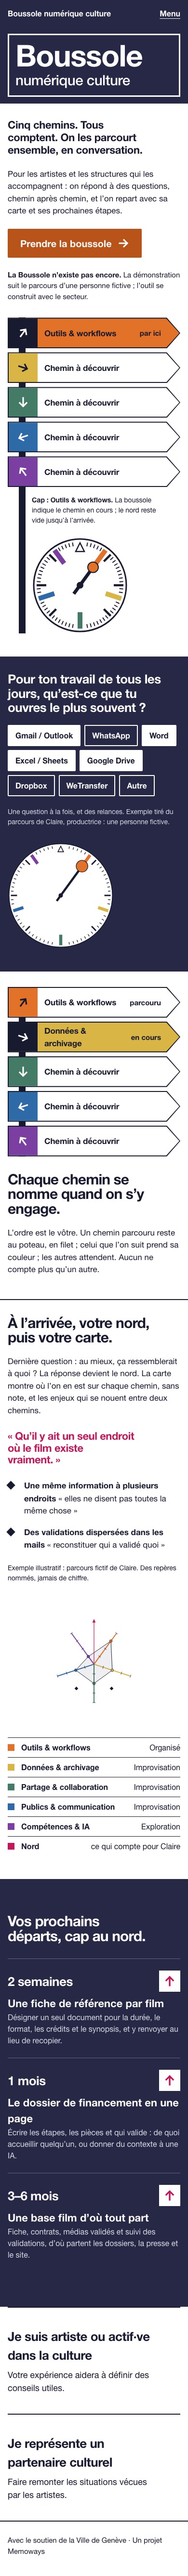 Boussole numérique culture
Menu
Boussole
numérique culture
Cinq chemins. Tous
comptent. On les parcourt
ensemble, en conversation.
Pour les artistes et les structures qui les
accompagnent : on répond à des questions,
chemin après chemin, et l'on repart avec sa
carte et ses prochaines étapes.
Prendre la boussole →
La Boussole n'existe pas encore. La démonstration
suit le parcours d'une personne fictive ; l'outil se
construit avec le secteur.
Outils & workflows par ici
Chemin à découvrir
Chemin à découvrir
Chemin à découvrir
Chemin à découvrir
Cap : Outils & workflows. La boussole
indique le chemin en cours ; le nord reste
vide jusqu'à l'arrivée.
Pour ton travail de tous les
jours, qu'est-ce que tu
ouvres le plus souvent ?
Gmail / Outlook
WhatsApp
Word
Excel / Sheets
Google Drive
Dropbox
WeTransfer
Autre
Une question à la fois, et des relances. Exemple tiré du
parcours de Claire, productrice : une personne fictive.
Outils & workflows parcouru
Données &
archivage
en cours
Chemin à découvrir
Chemin à découvrir
Chemin à découvrir
Chaque chemin se
nomme quand on s'y
engage.
L'ordre est le vôtre. Un chemin parcouru reste
au poteau, en filet ; celui que l'on suit prend sa
couleur ; les autres attendent. Aucun ne
compte plus qu'un autre.
À l'arrivée, votre nord,
puis votre carte.
Dernière question : au mieux, ça ressemblerait
à quoi ? La réponse devient le nord. La carte
montre où l'on en est sur chaque chemin, sans
note, et les enjeux qui se nouent entre deux
chemins.
« Qu'il y ait un seul endroit
où le film existe
vraiment. »
Une même information à plusieurs
endroits « elles ne disent pas toutes la
même chose »
Des validations dispersées dans les
mails « reconstituer qui a validé quoi »
Exemple illustratif : parcours fictif de Claire. Des repères
nommés, jamais de chiffre.
Outils & workflows Organisé
Données & archivage Improvisation
Partage & collaboration Improvisation
Publics & communication Improvisation
Compétences & IA Exploration
Nord ce qui compte pour Claire
Vos prochains
départs, cap au nord.
2 semaines
Une fiche de référence par film
Désigner un seul document pour la durée, le
format, les crédits et le synopsis, et y renvoyer au
lieu de recopier.
1 mois
Le dossier de financement en une
page
Écrire les étapes, les pièces et qui valide : de quoi
accueillir quelqu'un, ou donner du contexte à une
IA.
3–6 mois
Une base film d'où tout part
Fiche, contrats, médias validés et suivi des
validations, d'où partent les dossiers, la presse et
le site.
Je suis artiste ou actif·ve
dans la culture
Votre expérience aidera à définir des
conseils utiles.
Je représente un
partenaire culturel
Faire remonter les situations vécues
par les artistes.
Avec le soutien de la Ville de Genève · Un projet
Memoways